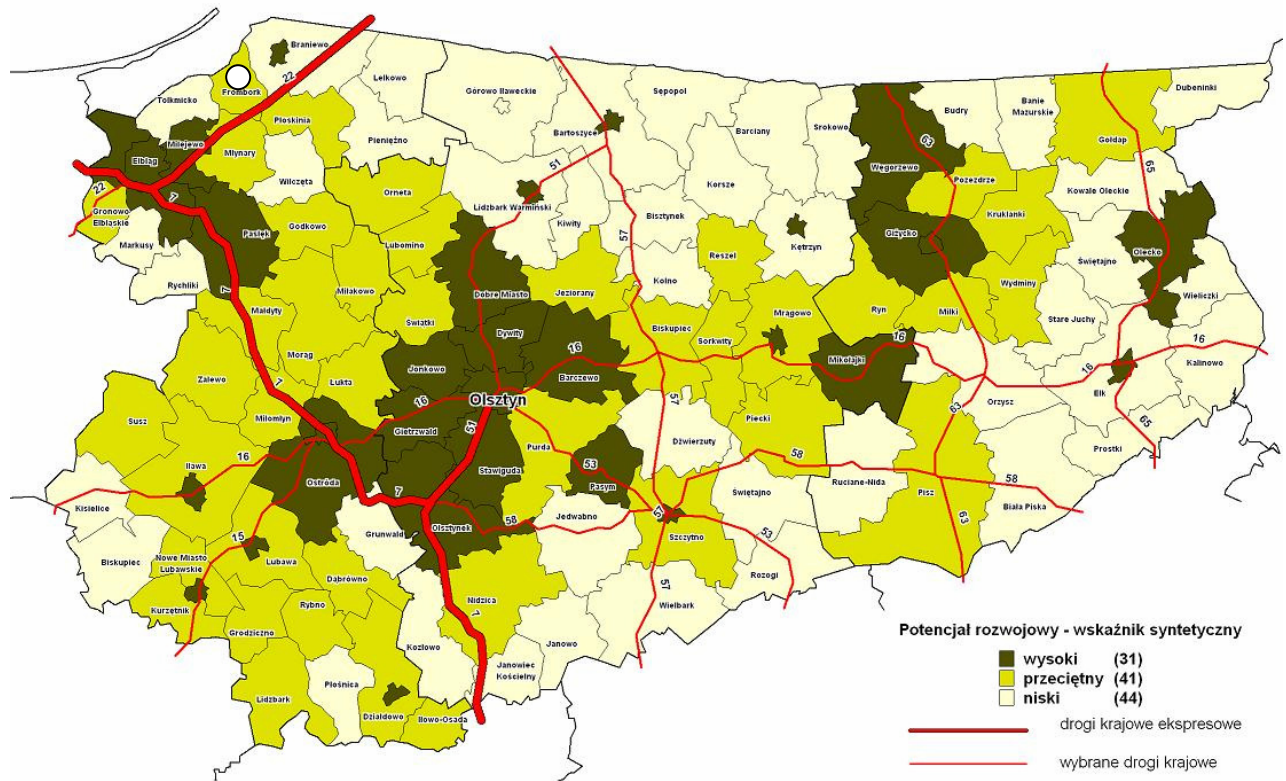 Braniewo
22
Lelkowo
Frombork
Tolkmicko
Płoskinia
Górowo Iławeckie
Sępopol
Bartoszyce
Barciany
Srokowo
Budry
Banie
Mazurskie
Dubeninki
Gołdap
Milejewo
Elbląg
Młynary
Pieniężno
Wilczęta
63
Węgorzewo
Pozezdrze
65
Kowale Oleckie
22
7
Gronowo
Elbląskie
Markusy
Pasłęk
Godkowo
Orneta
Lubomino
Lidzbark Warmiński
51
Kiwity
Bisztynek
57
Korsze
Reszel
Kętrzyn
Kruklanki
Giżycko
Świętajno
Olecko
Rychliki
Kolno
Wydminy
Wieliczki
7
Małdyty
Miłakowo
Świątki
Dobre Miasto
Jeziorany
Mrągowo
Ryn
Miłki
Stare Juchy
Morąg
Dywity
16
Biskupiec
Sorkwity
Mikołajki
16
16
Kalinowo
Zalewo
Łukta
Jonkowo
Barczewo
16
Ełk
7
Miłomłyn
16
Olsztyn
57
Piecki
63
Orzysz
65
Susz
Gietrzwałd
51
Purda
Dźwierzuty
Prostki
Iława
16
Ostróda
Stawiguda
53
Pasym
58
Ruciane-Nida
Pisz
58
Kisielice
7
Olsztynek
58
57
Świętajno
Biała Piska
15
Grunwald
Jedwabno
Szczytno
53
63
Biskupiec
Nowe Miasto
Lubawskie
Lubawa
Dąbrówno
Rozogi
57
Kurzętnik
Rybno
Nidzica
Wielbark
Grodziczno
7
Kozłowo
Janowo
Janowiec
Kościelny
Lidzbark
Płośnica
Działdowo
Iłowo-Osada
Potencjał rozwojowy - wskaźnik syntetyczny
wysoki (31)
przeciętny (41)
niski (44)
drogi krajowe ekspresowe
wybrane drogi krajowe